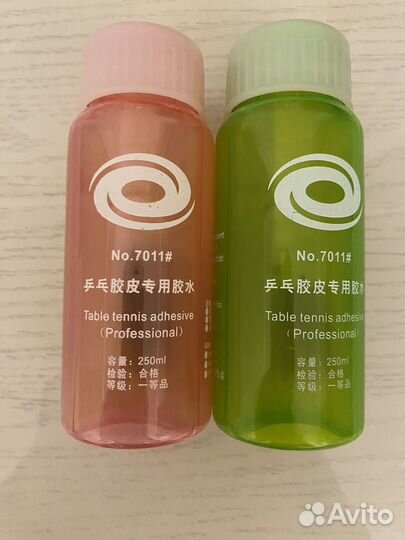 No.7011#
乒乓胶皮专用胶水
Table tennis adhesive
（Professional）
容量：250ml
检验：合格
等级：一等品
No.7011#
乒乓胶皮专用胶水
Table tennis adhesive
（Professional）
容量：250ml
检验：合格
等级：一等品
Avito